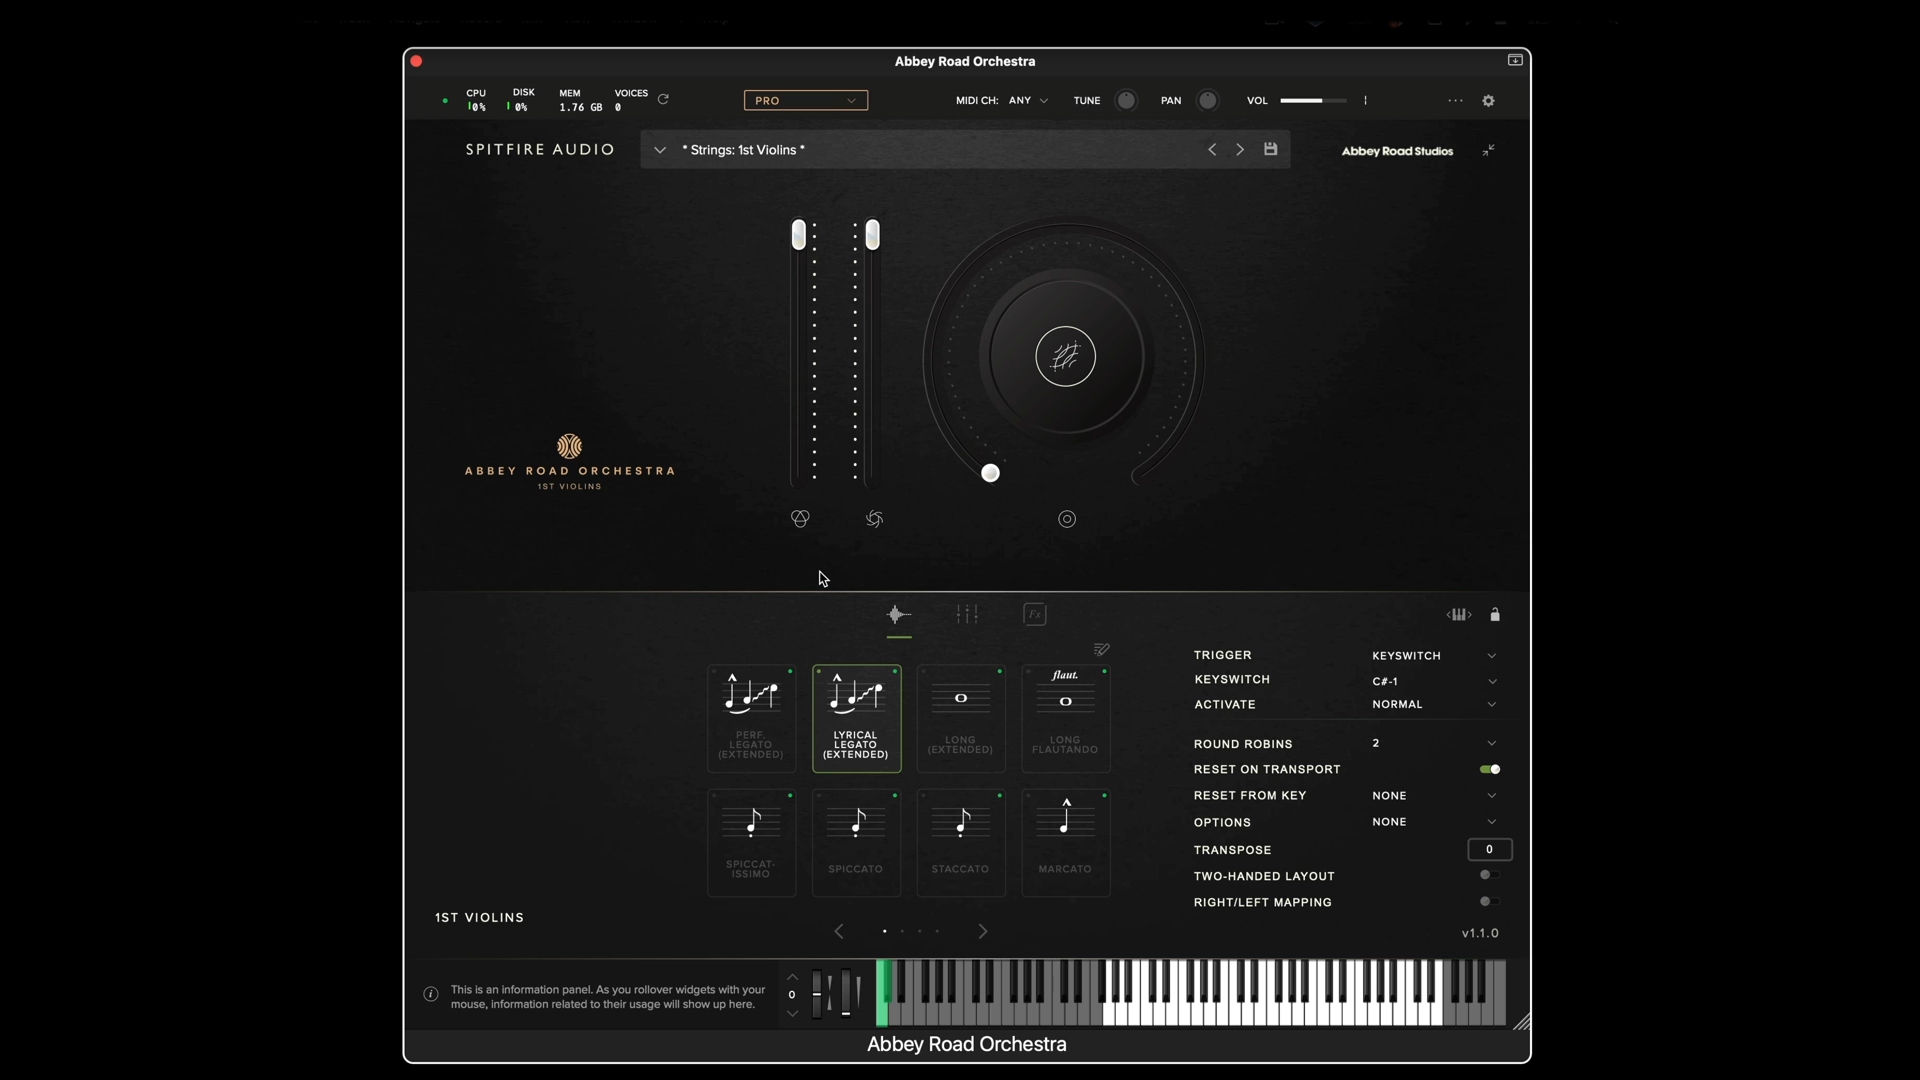 Abbey Road Orchestra
CPU DISK MEM VOICES
0% 0% 1.76 GB 0
PRO
MIDI CH: ANY TUNE PAN VOL
SPITFIRE AUDIO
* Strings: 1st Violins *
Abbey Road Studios
ABBEY ROAD ORCHESTRA
1ST VIOLINS
Fx
PERF.
LEGATO
(EXTENDED)
LYRICAL
LEGATO
(EXTENDED)
LONG
(EXTENDED)
flaut.
LONG
FLAUTANDO
SPICCAT-
ISSIMO
SPICCATO
STACCATO
MARCATO
TRIGGER KEYSWITCH
KEYSWITCH C#-1
ACTIVATE NORMAL
ROUND ROBINS 2
RESET ON TRANSPORT
RESET FROM KEY NONE
OPTIONS NONE
TRANSPOSE 0
TWO-HANDED LAYOUT
RIGHT/LEFT MAPPING
1ST VIOLINS
v1.1.0
This is an information panel. As you rollover widgets with your
mouse, information related to their usage will show up here.
0
Abbey Road Orchestra